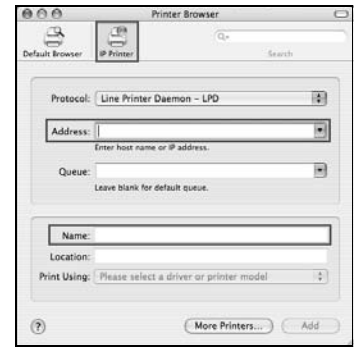 Printer Browser
Default Browser
IP Printer
Search
Protocol: Line Printer Daemon - LPD
Address:
Enter host name or IP address.
Queue:
Leave blank for default queue.
Name:
Location:
Print Using: Please select a driver or printer model
? More Printers... Add